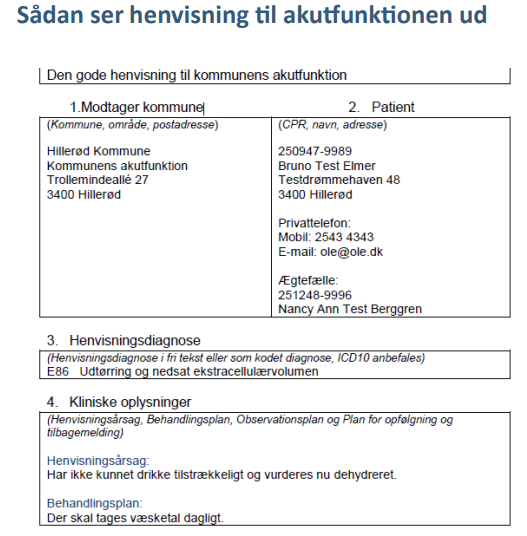 Sådan ser henvisning til akutfunktionen ud
Den gode henvisning til kommunens akutfunktion
1.Modtager kommune
(Kommune, område, postadresse)
Hillerød Kommune
Kommunens akutfunktion
Trollemindeallé 27
3400 Hillerød
2. Patient
(CPR, navn, adresse)
250947-9989
Bruno Test Elmer
Testdrømmehaven 48
3400 Hillerød
Privattelefon:
Mobil: 2543 4343
E-mail: ole@ole.dk
Ægtefælle:
251248-9996
Nancy Ann Test Berggren
3. Henvisningsdiagnose
(Henvisningsdiagnose i fri tekst eller som kodet diagnose, ICD10 anbefales)
E86 Udtørring og nedsat ekstracellulærvolumen
4. Kliniske oplysninger
(Henvisningsårsag, Behandlingsplan, Observationsplan og Plan for opfølgning og
tilbagemelding)
Henvisningsårsag:
Har ikke kunnet drikke tilstrækkeligt og vurderes nu dehydreret.
Behandlingsplan:
Der skal tages væsketal dagligt.